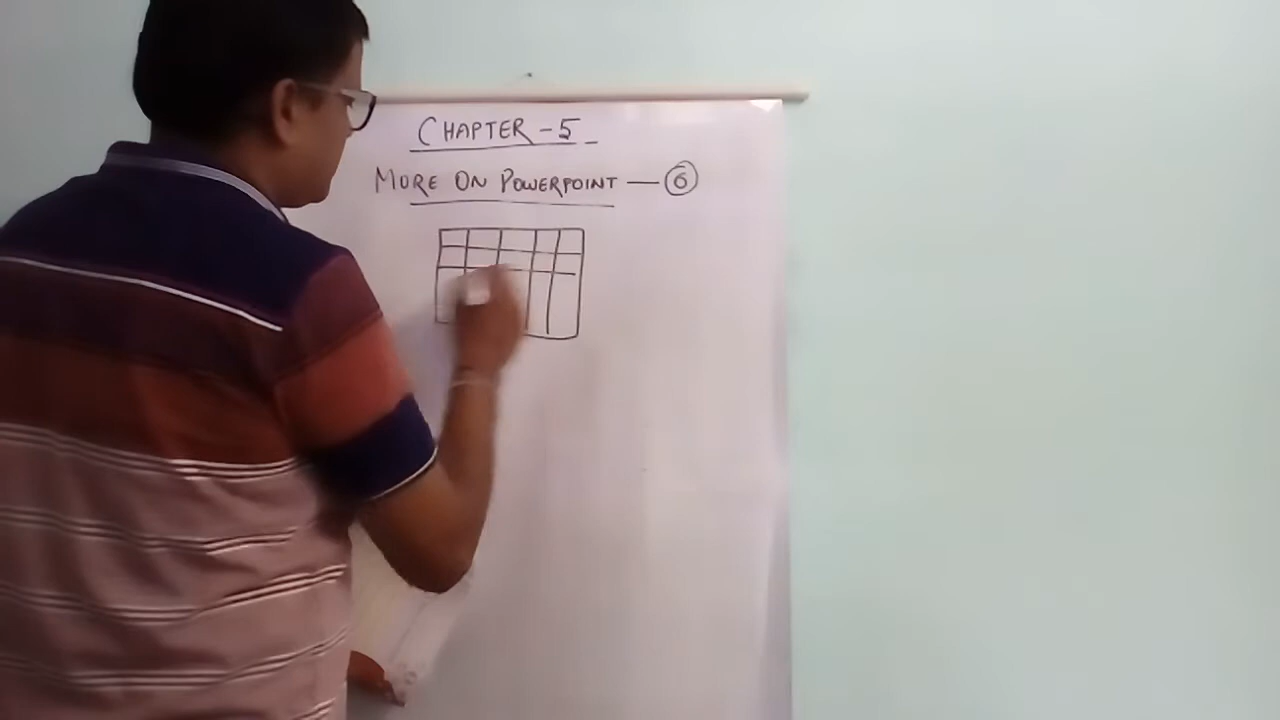 CHAPTER - 5
MORE ON POWERPOINT — 6